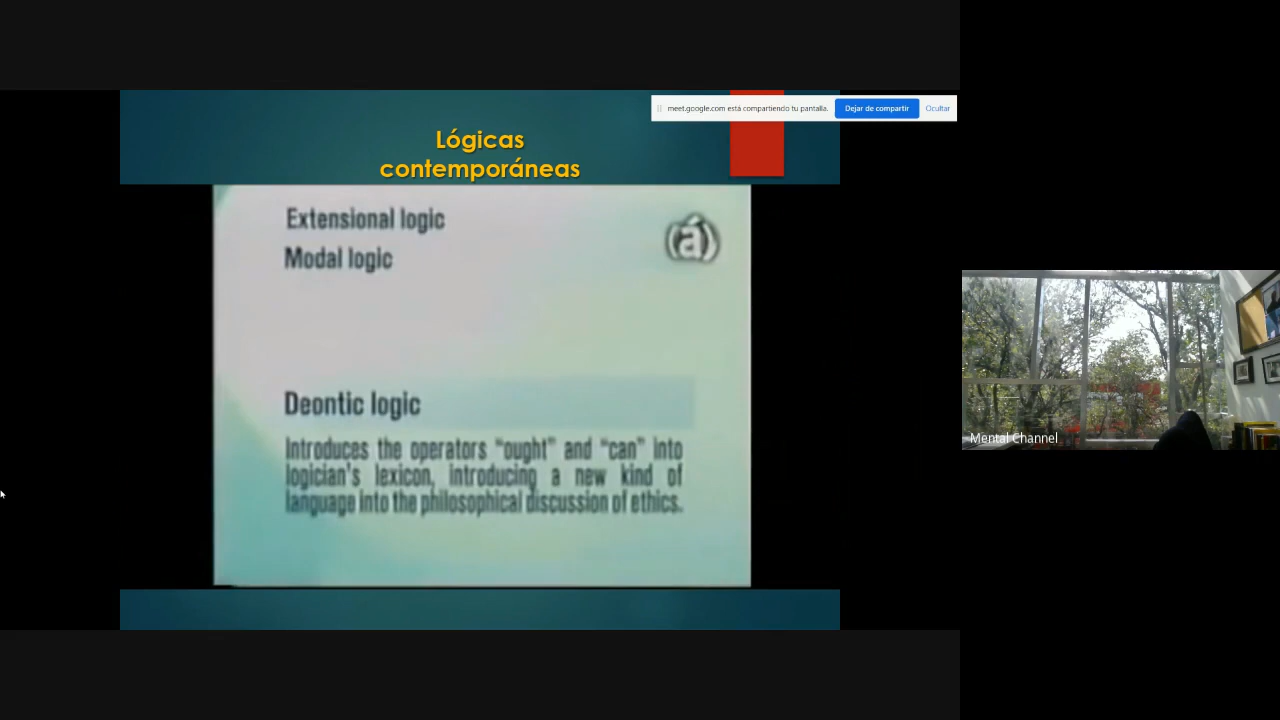 meet.google.com está compartiendo tu pantalla.
Dejar de compartir
Ocultar
Lógicas
contemporáneas
Extensional logic
(á)
Modal logic
Deontic logic
Introduces the operators “ought” and “can” into
logician's lexicon, introducing a new kind of
language into the philosophical discussion of ethics.
Mental Channel